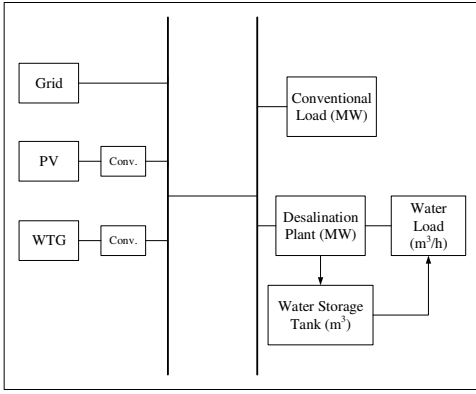 Grid
PV
Conv.
WTG
Conv.
Conventional
Load (MW)
Desalination
Plant (MW)
Water
Load
(m³/h)
Water Storage
Tank (m³)